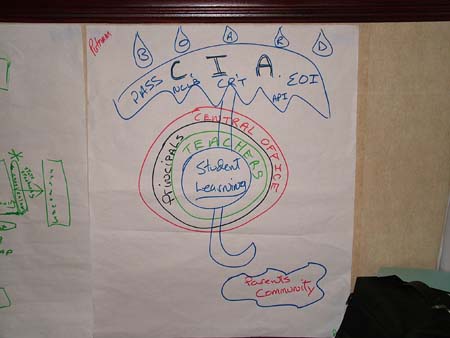 Putnam
B O A R D
C. I. A.
PASS NCLB CRT API EOI
CENTRAL OFFICE
PRINCIPALS
TEACHERS
Student
Learning
Parents
Community